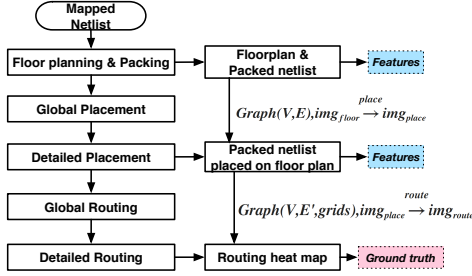 Mapped
Netlist
Floor planning & Packing
Floorplan &
Packed netlist
Features
Global Placement
Graph(V,E),img_floor →place img_place
Detailed Placement
Packed netlist
placed on floor plan
Features
Global Routing
Graph(V,E',grids),img_place →route img_route
Detailed Routing
Routing heat map
Ground truth